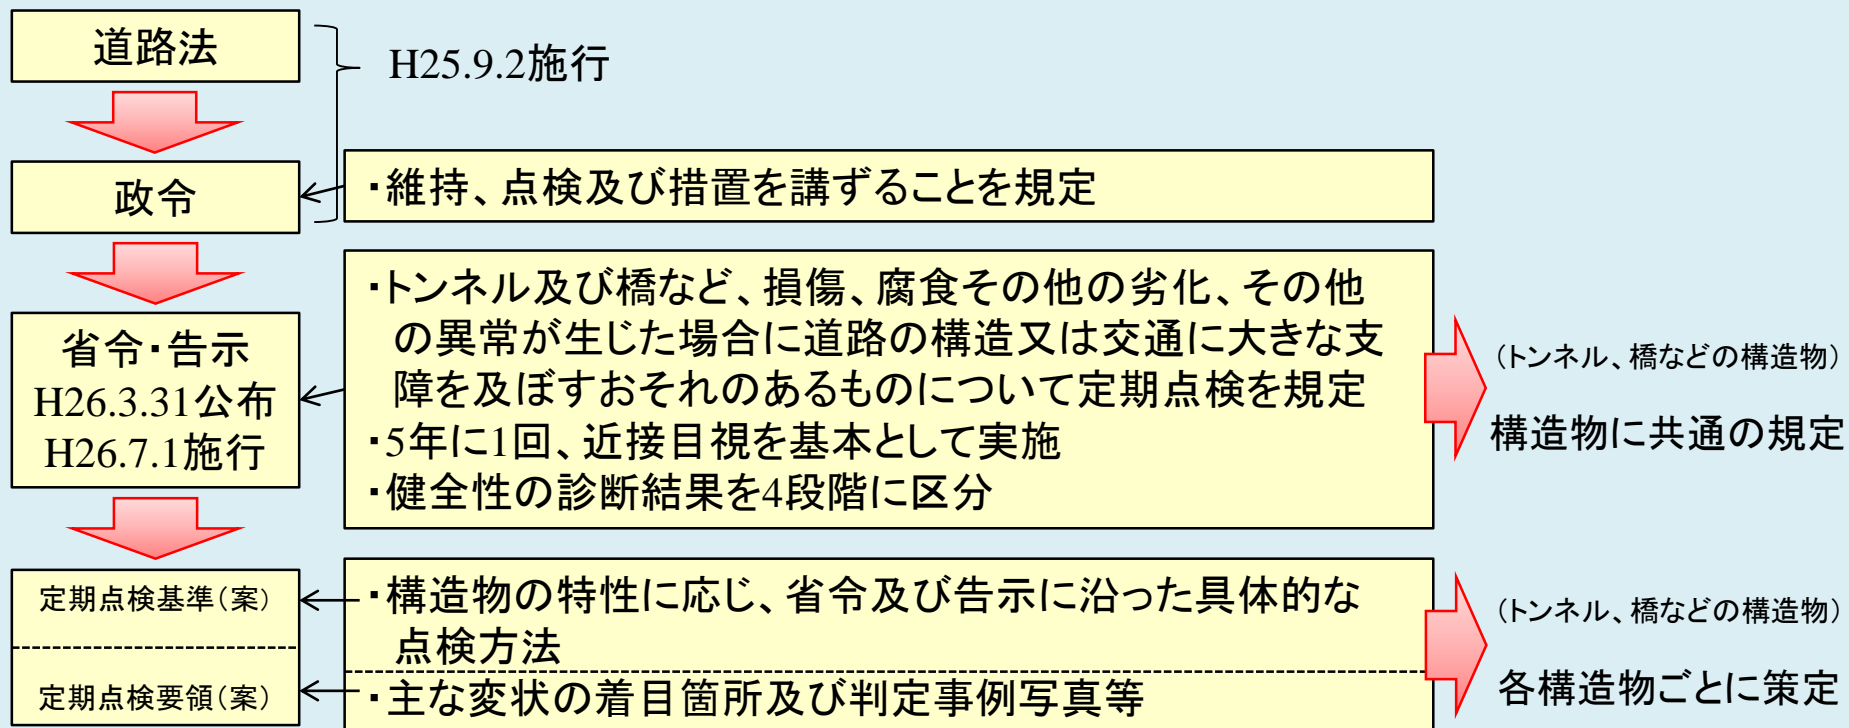 道路法
H25.9.2施行
政令
・維持、点検及び措置を講ずることを規定
省令・告示
H26.3.31公布
H26.7.1施行
・トンネル及び橋など、損傷、腐食その他の劣化、その他
の異常が生じた場合に道路の構造又は交通に大きな支
障を及ぼすおそれのあるものについて定期点検を規定
・5年に1回、近接目視を基本として実施
・健全性の診断結果を4段階に区分
（トンネル、橋などの構造物）
構造物に共通の規定
定期点検基準（案）
・構造物の特性に応じ、省令及び告示に沿った具体的な
点検方法
定期点検要領（案）
・主な変状の着目箇所及び判定事例写真等
（トンネル、橋などの構造物）
各構造物ごとに策定